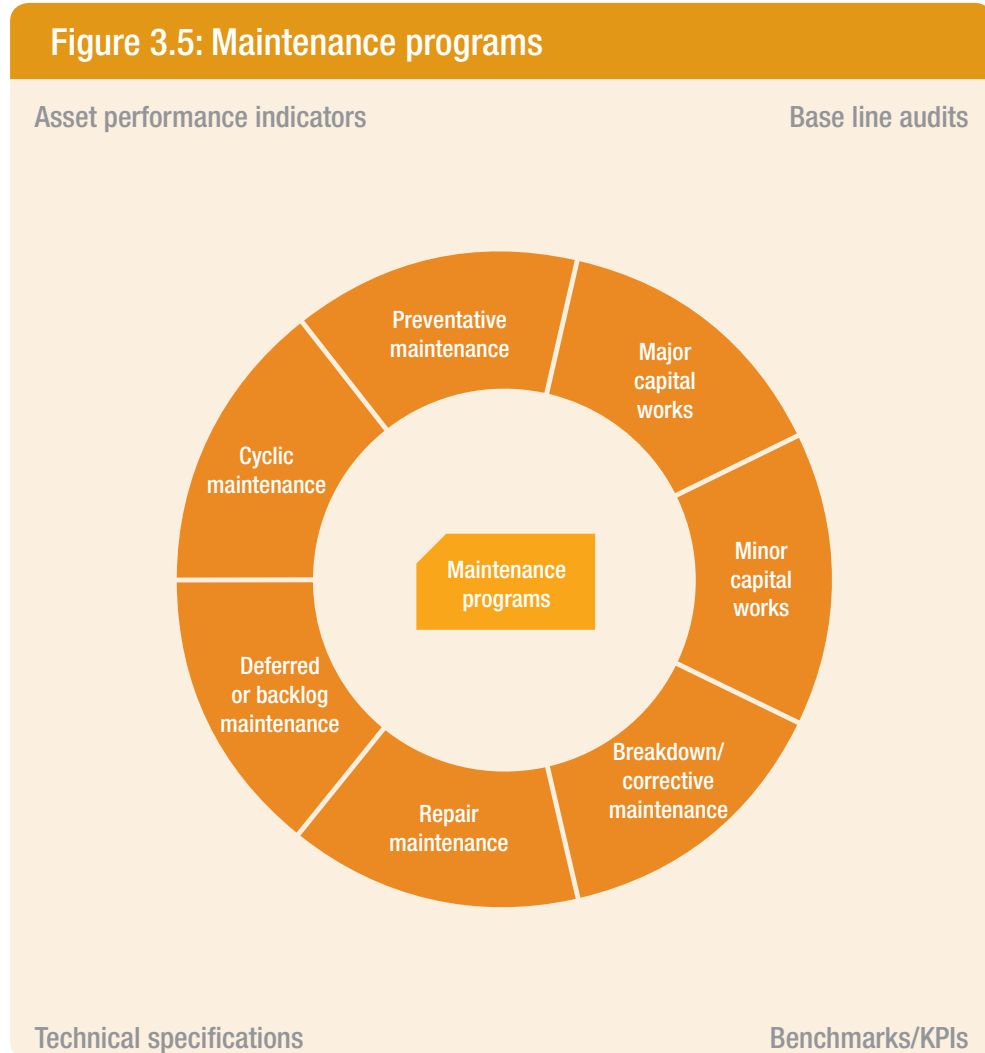 Figure 3.5: Maintenance programs
Asset performance indicators
Base line audits
Preventative
maintenance
Major
capital
works
Cyclic
maintenance
Minor
capital
works
Maintenance
programs
Deferred
or backlog
maintenance
Breakdown/
corrective
maintenance
Repair
maintenance
Technical specifications
Benchmarks/KPIs